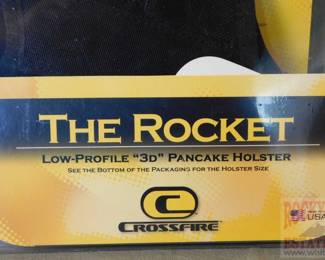 THE ROCKET
LOW-PROFILE "3D" PANCAKE HOLSTER
SEE THE BOTTOM OF THE PACKAGING FOR THE HOLSTER SIZE
CROSSFIRE
USA